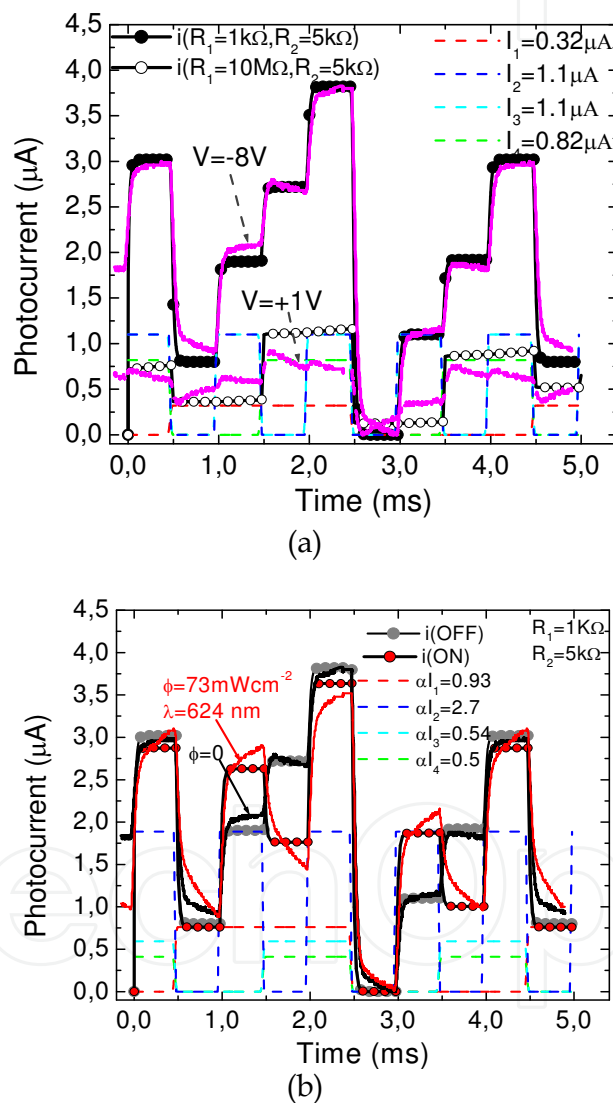 i(R₁=1kΩ,R₂=5kΩ)
i(R₁=10MΩ,R₂=5kΩ)
I₁=0.32μA
I₂=1.1μA
I₃=1.1μA
I₄=0.82μA
V=-8V
V=+1V
Photocurrent (μA)
4,5
4,0
3,5
3,0
2,5
2,0
1,5
1,0
0,5
0,0
0,0 1,0 2,0 3,0 4,0 5,0
Time (ms)
(a)
i(OFF)
i(ON)
R₁=1KΩ
R₂=5kΩ
αI₁=0.93
αI₂=2.7
αI₃=0.54
αI₄=0.5
ϕ=73mWcm⁻²
λ=624 nm
ϕ=0
Photocurrent (μA)
4,5
4,0
3,5
3,0
2,5
2,0
1,5
1,0
0,5
0,0
0,0 1,0 2,0 3,0 4,0 5,0
Time (ms)
(b)